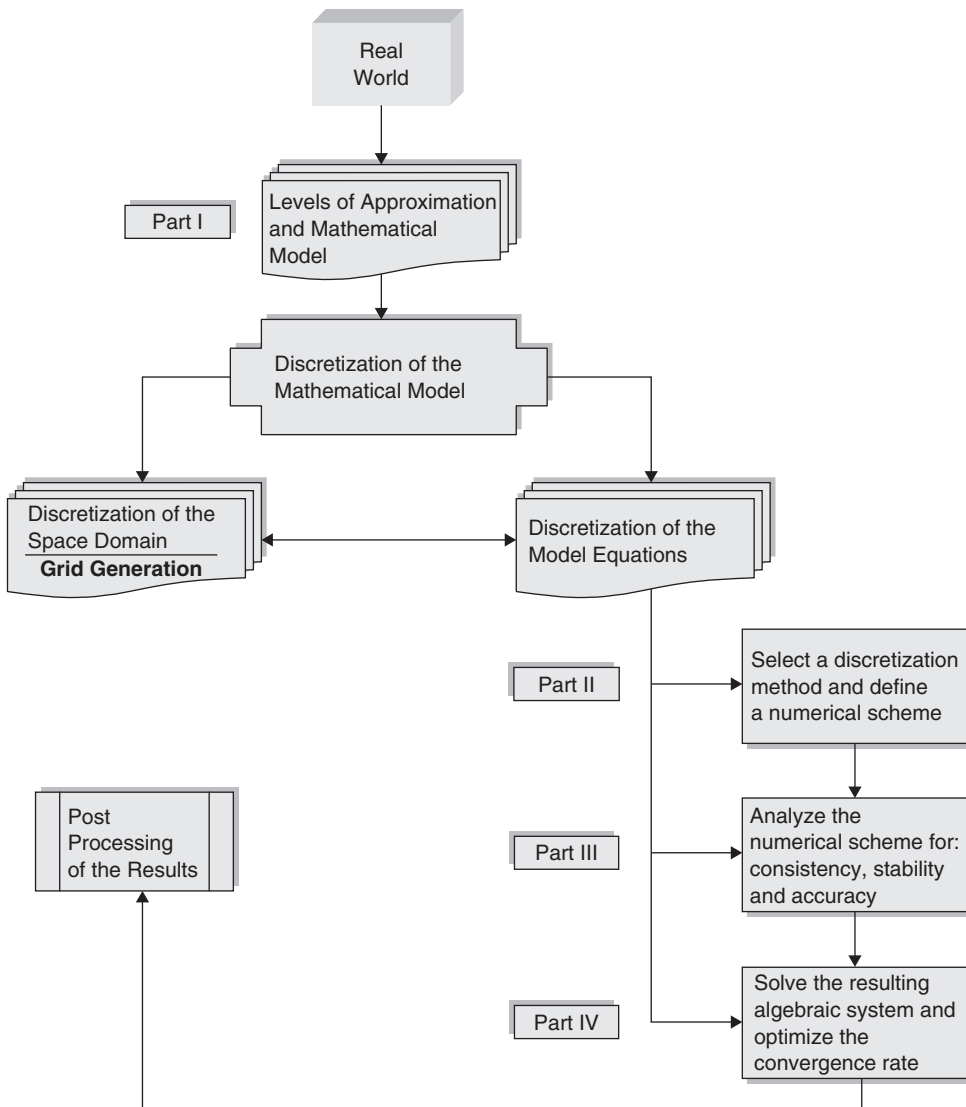 Real
World
Part I
Levels of Approximation
and Mathematical
Model
Discretization of the
Mathematical Model
Discretization of the
Space Domain
Grid Generation
Discretization of the
Model Equations
Part II
Select a discretization
method and define
a numerical scheme
Post
Processing
of the Results
Part III
Analyze the
numerical scheme for:
consistency, stability
and accuracy
Part IV
Solve the resulting
algebraic system and
optimize the
convergence rate